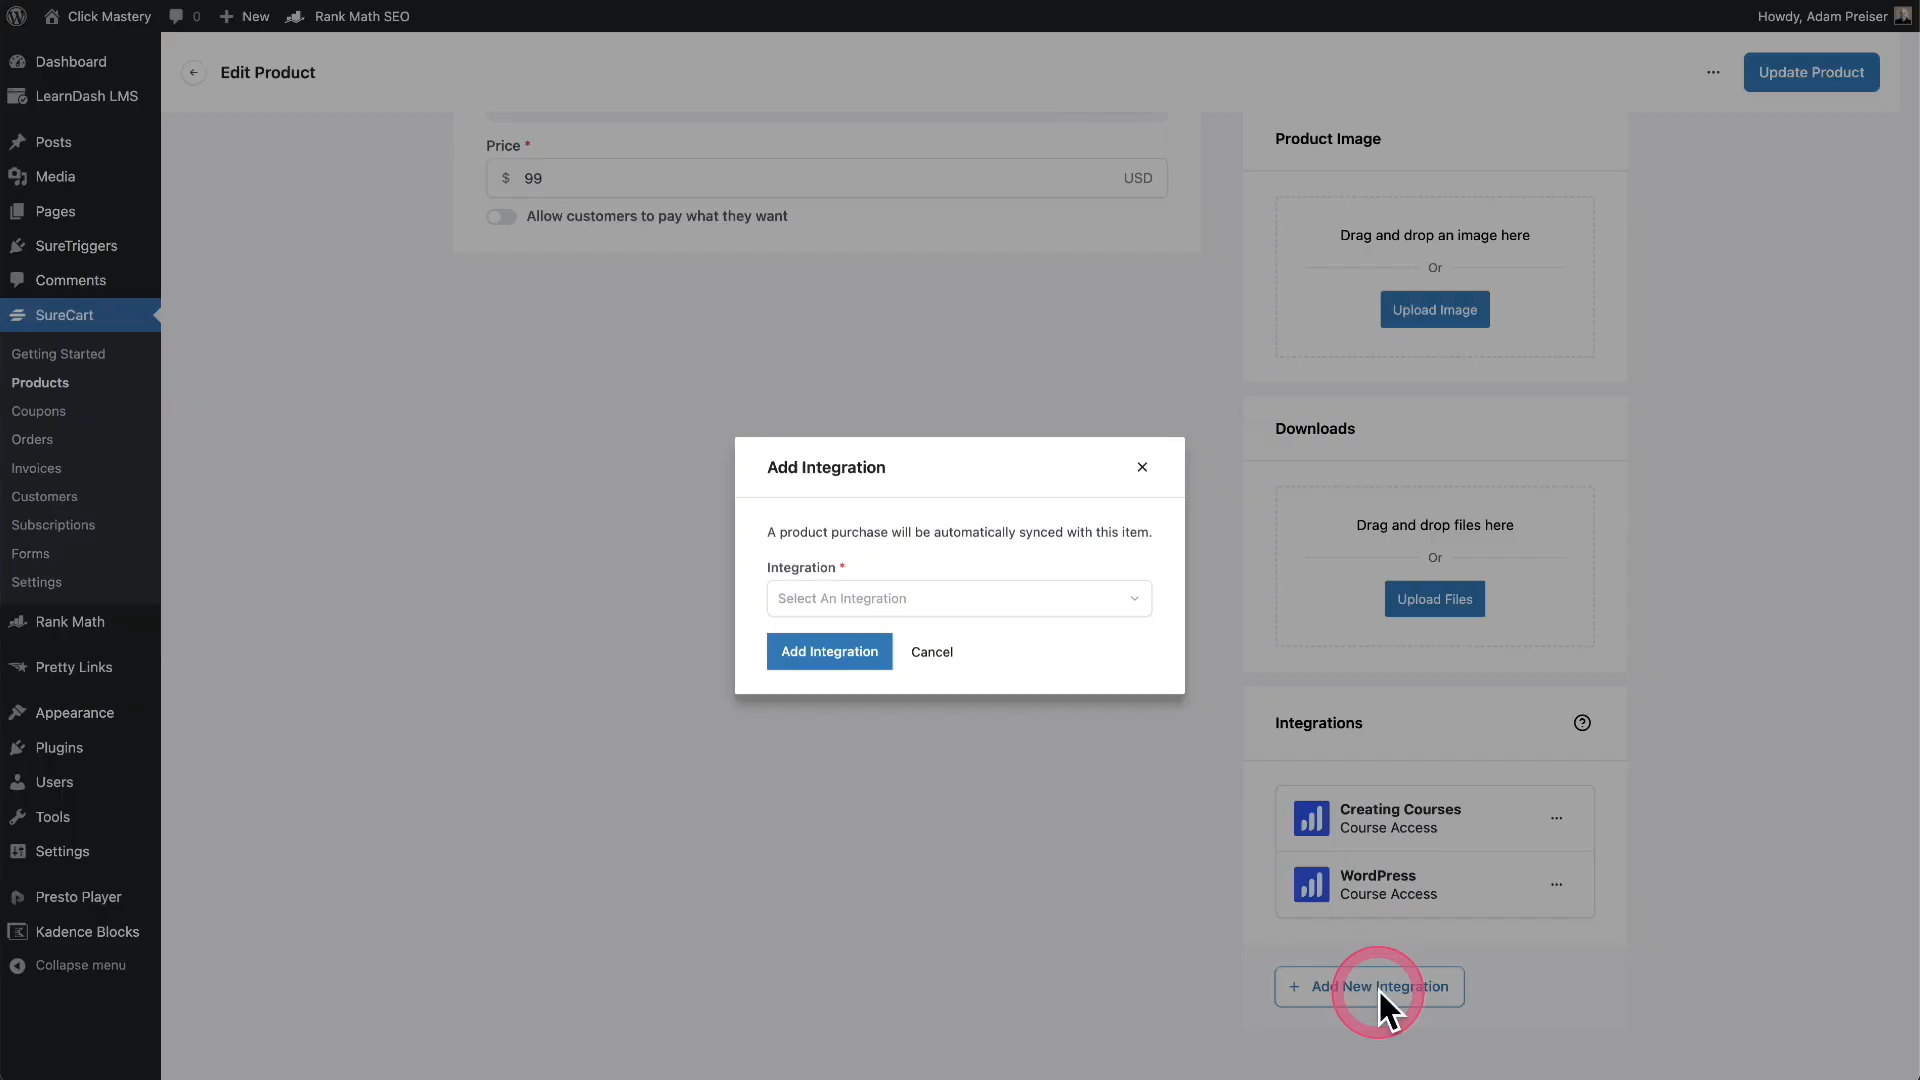 Click Mastery
0
New
Rank Math SEO
Howdy, Adam Preiser
Dashboard
LearnDash LMS
Posts
Media
Pages
SureTriggers
Comments
SureCart
Getting Started
Products
Coupons
Orders
Invoices
Customers
Subscriptions
Forms
Settings
Rank Math
Pretty Links
Appearance
Plugins
Users
Tools
Settings
Presto Player
Kadence Blocks
Collapse menu
Edit Product
Update Product
Price *
$ 99 USD
Allow customers to pay what they want
Product Image
Drag and drop an image here
Or
Upload Image
Downloads
Drag and drop files here
Or
Upload Files
Integrations
Creating Courses
Course Access
WordPress
Course Access
+ Add New Integration
Add Integration
A product purchase will be automatically synced with this item.
Integration *
Select An Integration
Add Integration
Cancel